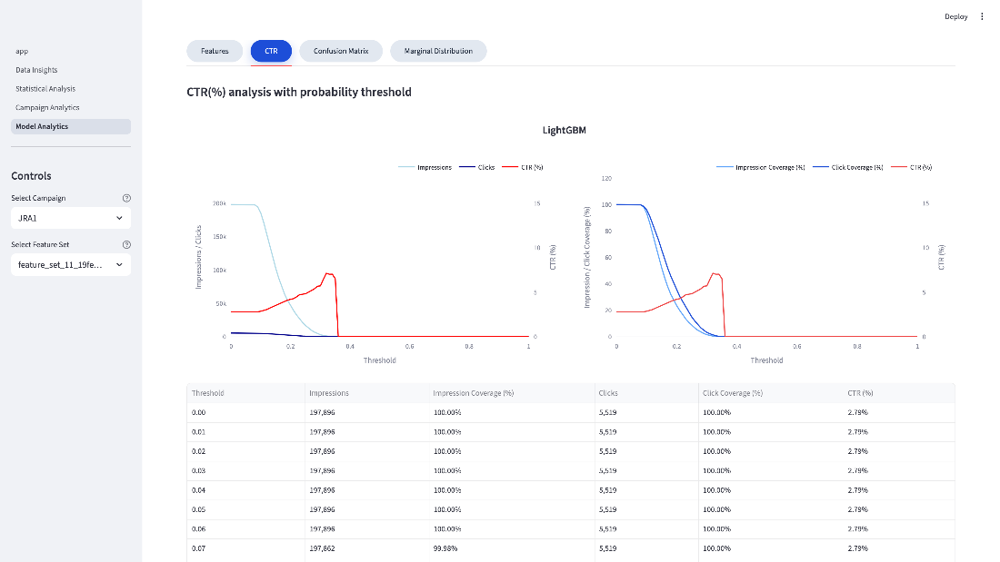 Deploy
app
Data Insights
Statistical Analysis
Campaign Analytics
Model Analytics
Controls
Select Campaign
JRA1
Select Feature Set
feature_set_11_19fe...
Features CTR Confusion Matrix Marginal Distribution
CTR(%) analysis with probability threshold
LightGBM
Impressions Clicks CTR (%)
200k
150k
100k
50k
0
Impressions / Clicks
15
10
5
0
CTR (%)
0 0.2 0.4 0.6 0.8 1
Threshold
Impression Coverage (%) Click Coverage (%) CTR (%)
120
100
80
60
40
20
0
Impression / Click Coverage (%)
15
10
5
0
CTR (%)
0 0.2 0.4 0.6 0.8 1
Threshold
Threshold Impressions Impression Coverage (%) Clicks Click Coverage (%) CTR (%)
0.00 197,896 100.00% 5,519 100.00% 2.79%
0.01 197,896 100.00% 5,519 100.00% 2.79%
0.02 197,896 100.00% 5,519 100.00% 2.79%
0.03 197,896 100.00% 5,519 100.00% 2.79%
0.04 197,896 100.00% 5,519 100.00% 2.79%
0.05 197,896 100.00% 5,519 100.00% 2.79%
0.06 197,896 100.00% 5,519 100.00% 2.79%
0.07 197,862 99.98% 5,519 100.00% 2.79%